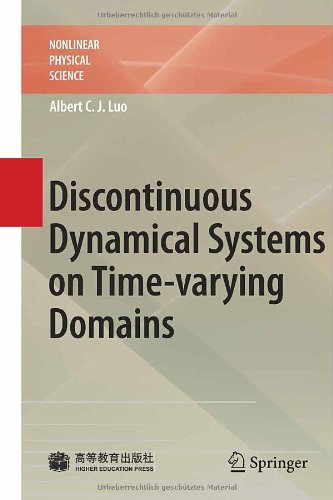 Urheberrechtlich geschütztes Material
NONLINEAR
PHYSICAL
SCIENCE
Albert C. J. Luo
Discontinuous
Dynamical Systems
on Time-varying
Domains
高等教育出版社
HIGHER EDUCATION PRESS
Springer
Urheberrechtlich geschütztes Material